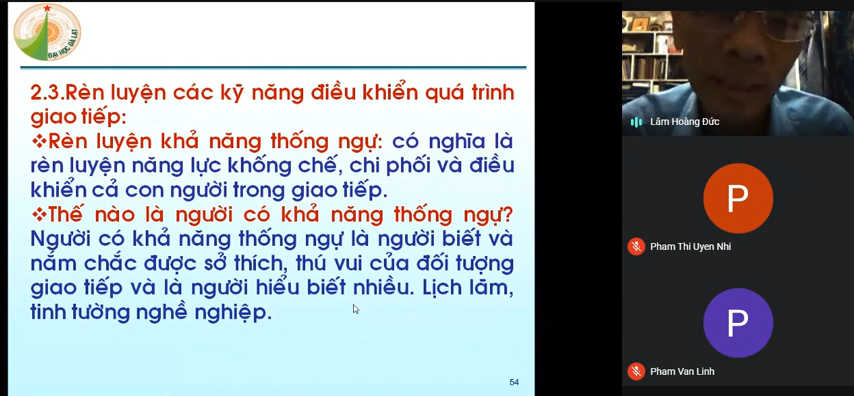 ĐẠI HỌC ĐÀ LẠT
2.3.Rèn luyện các kỹ năng điều khiển quá trình
giao tiếp:
❖Rèn luyện khả năng thống ngự: có nghĩa là
rèn luyện năng lực khống chế, chi phối và điều
khiển cả con người trong giao tiếp.
❖Thế nào là người có khả năng thống ngự?
Người có khả năng thống ngự là người biết và
nắm chắc được sở thích, thú vui của đối tượng
giao tiếp và là người hiểu biết nhiều. Lịch lãm,
tinh tường nghề nghiệp.
54
Lâm Hoàng Đức
P
Pham Thi Uyen Nhi
P
Pham Van Linh